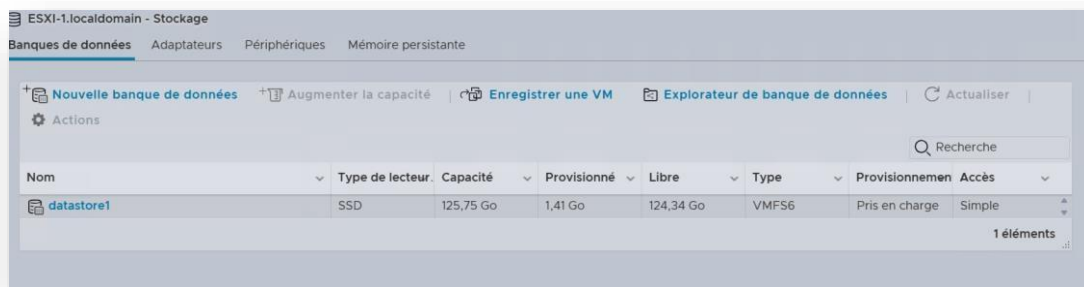 ESXI-1.localdomain - Stockage
Banques de données Adaptateurs Périphériques Mémoire persistante
Nouvelle banque de données Augmenter la capacité | Enregistrer une VM Explorateur de banque de données | Actualiser |
Actions
Recherche
Nom Type de lecteur. Capacité Provisionné Libre Type Provisionnemen Accès
datastore1 SSD 125,75 Go 1,41 Go 124,34 Go VMFS6 Pris en charge Simple
1 éléments